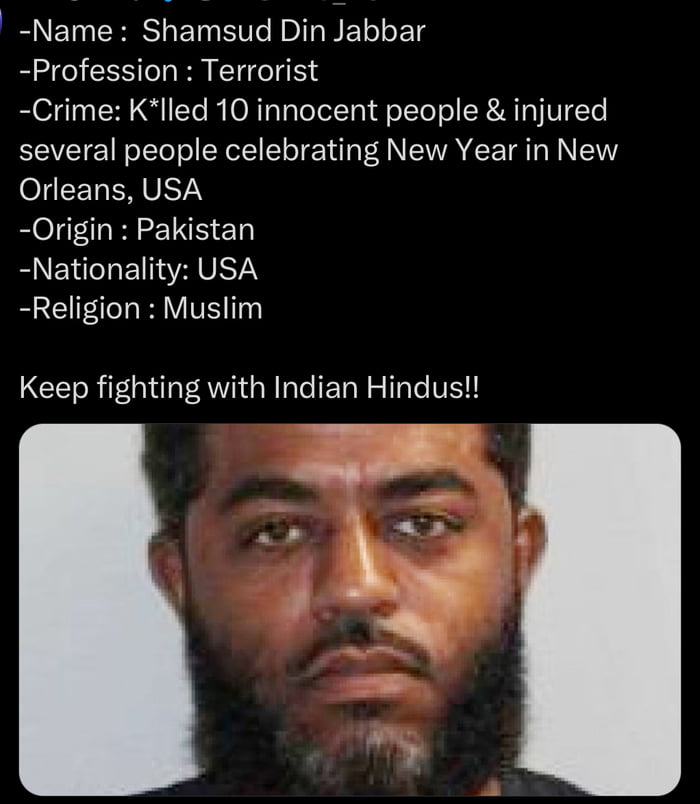 -Name :  Shamsud Din Jabbar
-Profession : Terrorist
-Crime: K*lled 10 innocent people & injured
several people celebrating New Year in New
Orleans, USA
-Origin : Pakistan
-Nationality: USA
-Religion : Muslim
Keep fighting with Indian Hindus!!